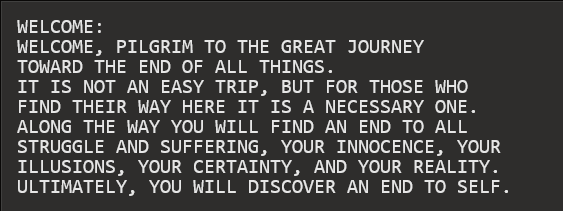 WELCOME:
WELCOME, PILGRIM TO THE GREAT JOURNEY
TOWARD THE END OF ALL THINGS.
IT IS NOT AN EASY TRIP, BUT FOR THOSE WHO
FIND THEIR WAY HERE IT IS A NECESSARY ONE.
ALONG THE WAY YOU WILL FIND AN END TO ALL
STRUGGLE AND SUFFERING, YOUR INNOCENCE, YOUR
ILLUSIONS, YOUR CERTAINTY, AND YOUR REALITY.
ULTIMATELY, YOU WILL DISCOVER AN END TO SELF.